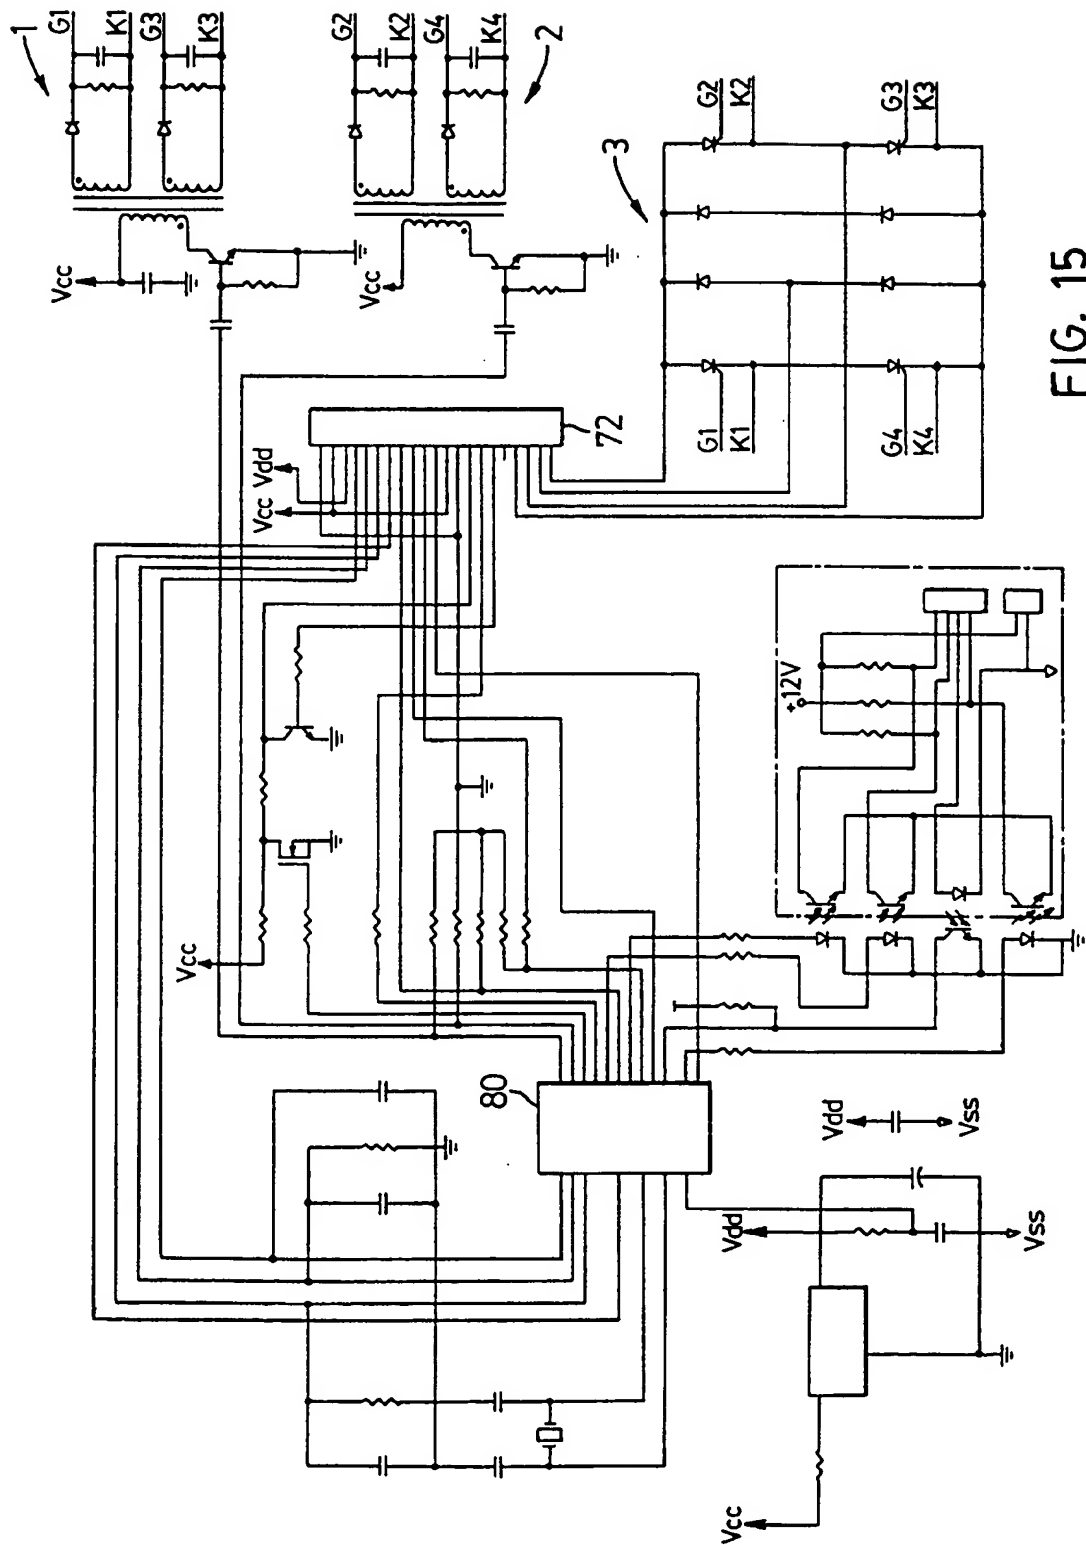 1
G1
K1
G3
K3
Vcc
G2
K2
G4
K4
2
Vcc
3
G2
K2
G3
K3
G1
K1
G4
K4
Vcc
Vdd
72
Vcc
+12V
80
Vdd
Vss
Vdd
Vss
Vcc
FIG. 15